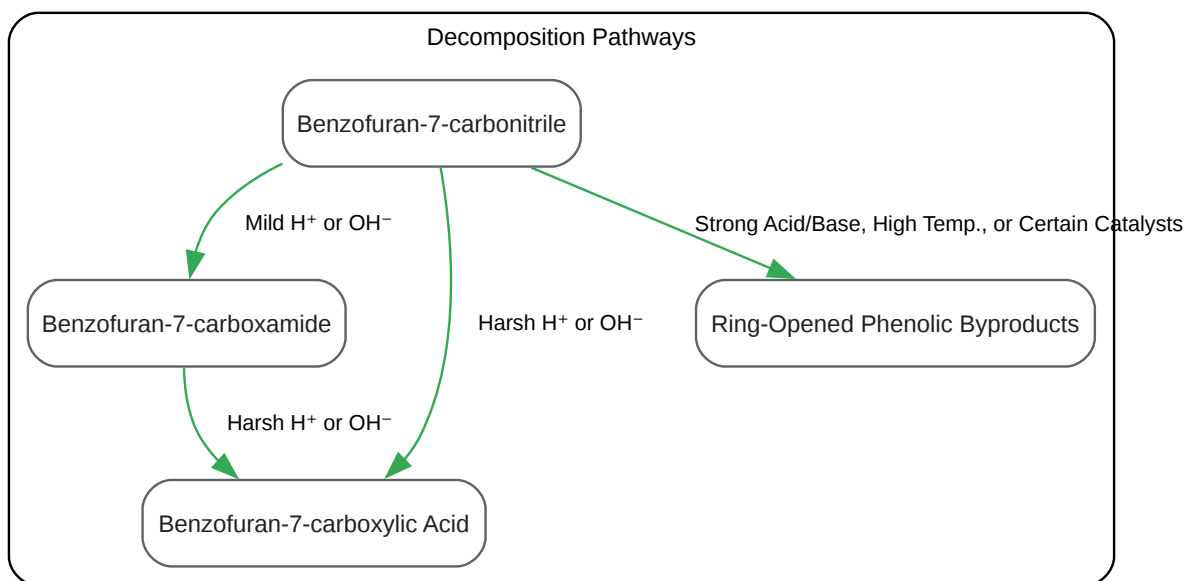 Decomposition Pathways
Benzofuran-7-carbonitrile
Mild H⁺ or OH⁻
Strong Acid/Base, High Temp., or Certain Catalysts
Benzofuran-7-carboxamide
Harsh H⁺ or OH⁻
Ring-Opened Phenolic Byproducts
Harsh H⁺ or OH⁻
Benzofuran-7-carboxylic Acid